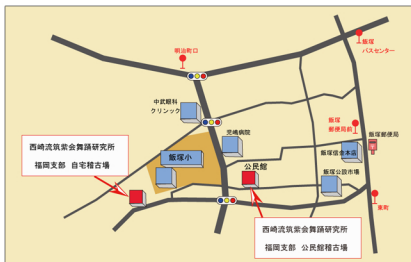 飯塚
バスセンター
明治町口
中武眼科
クリニック
飯塚
郵便局前
飯塚郵便局
児嶋病院
西崎流筑紫会舞踊研究所
福岡支部 自宅稽古場
飯塚小
公民館
飯塚信金本店
飯塚公設市場
東町
西崎流筑紫会舞踊研究所
福岡支部 公民館稽古場